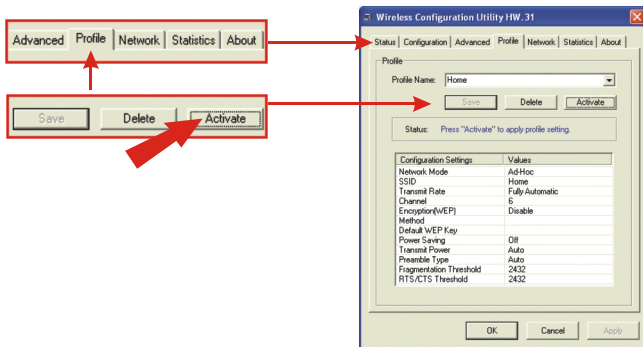 Advanced Profile Network Statistics About
Save Delete Activate
Wireless Configuration Utility HW.31
Status Configuration Advanced Profile Network Statistics About
Profile
Profile Name: Home
Save Delete Activate
Status: Press "Activate" to apply profile setting.
Configuration Settings Values
Network Mode Ad-Hoc
SSID Home
Transmit Rate Fully Automatic
Channel 6
Encryption(WEP) Disable
Method
Default WEP Key
Power Saving Off
Transmit Power Auto
Preamble Type Auto
Fragmentation Threshold 2432
RTS/CTS Threshold 2432
OK Cancel Apply